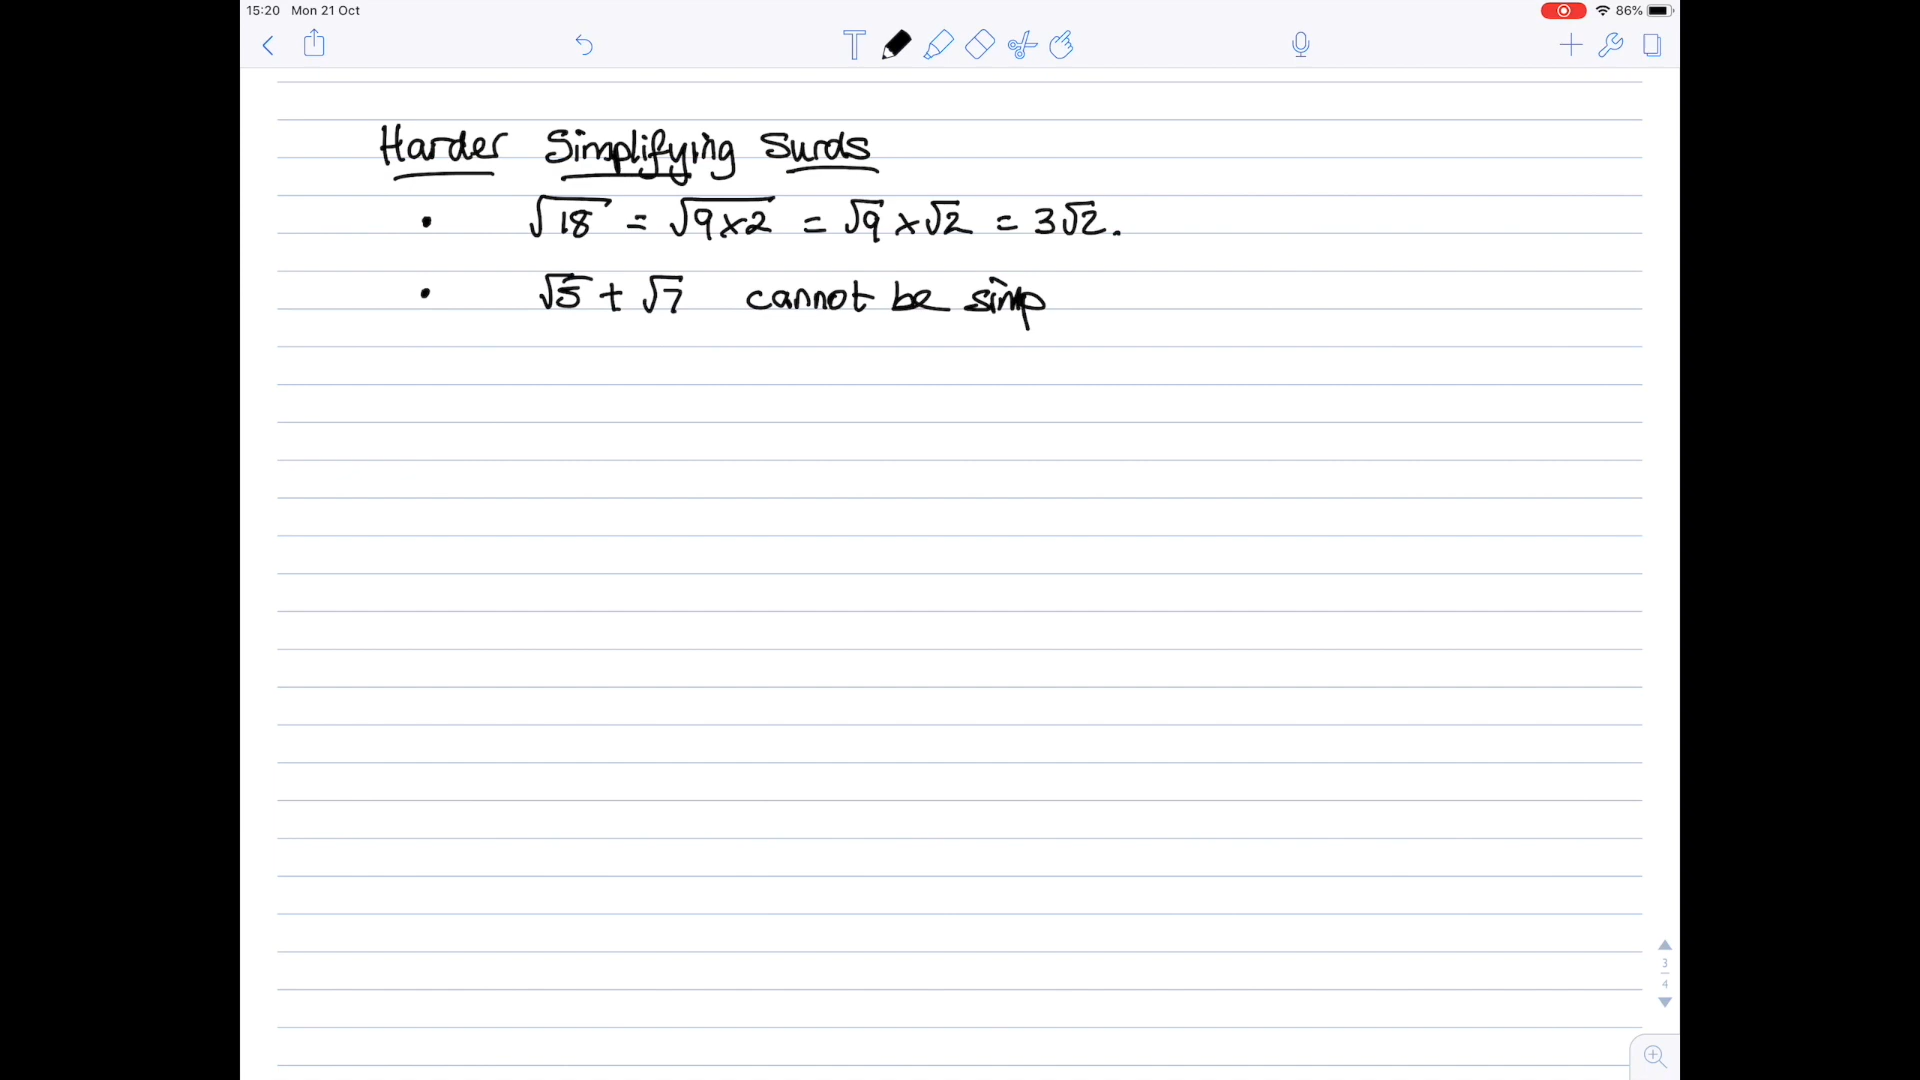 15:20 Mon 21 Oct 86%
T
Harder Simplifying Surds
• √18 = √9×2 = √9 × √2 = 3√2.
• √5 + √7 cannot be simp
3
4